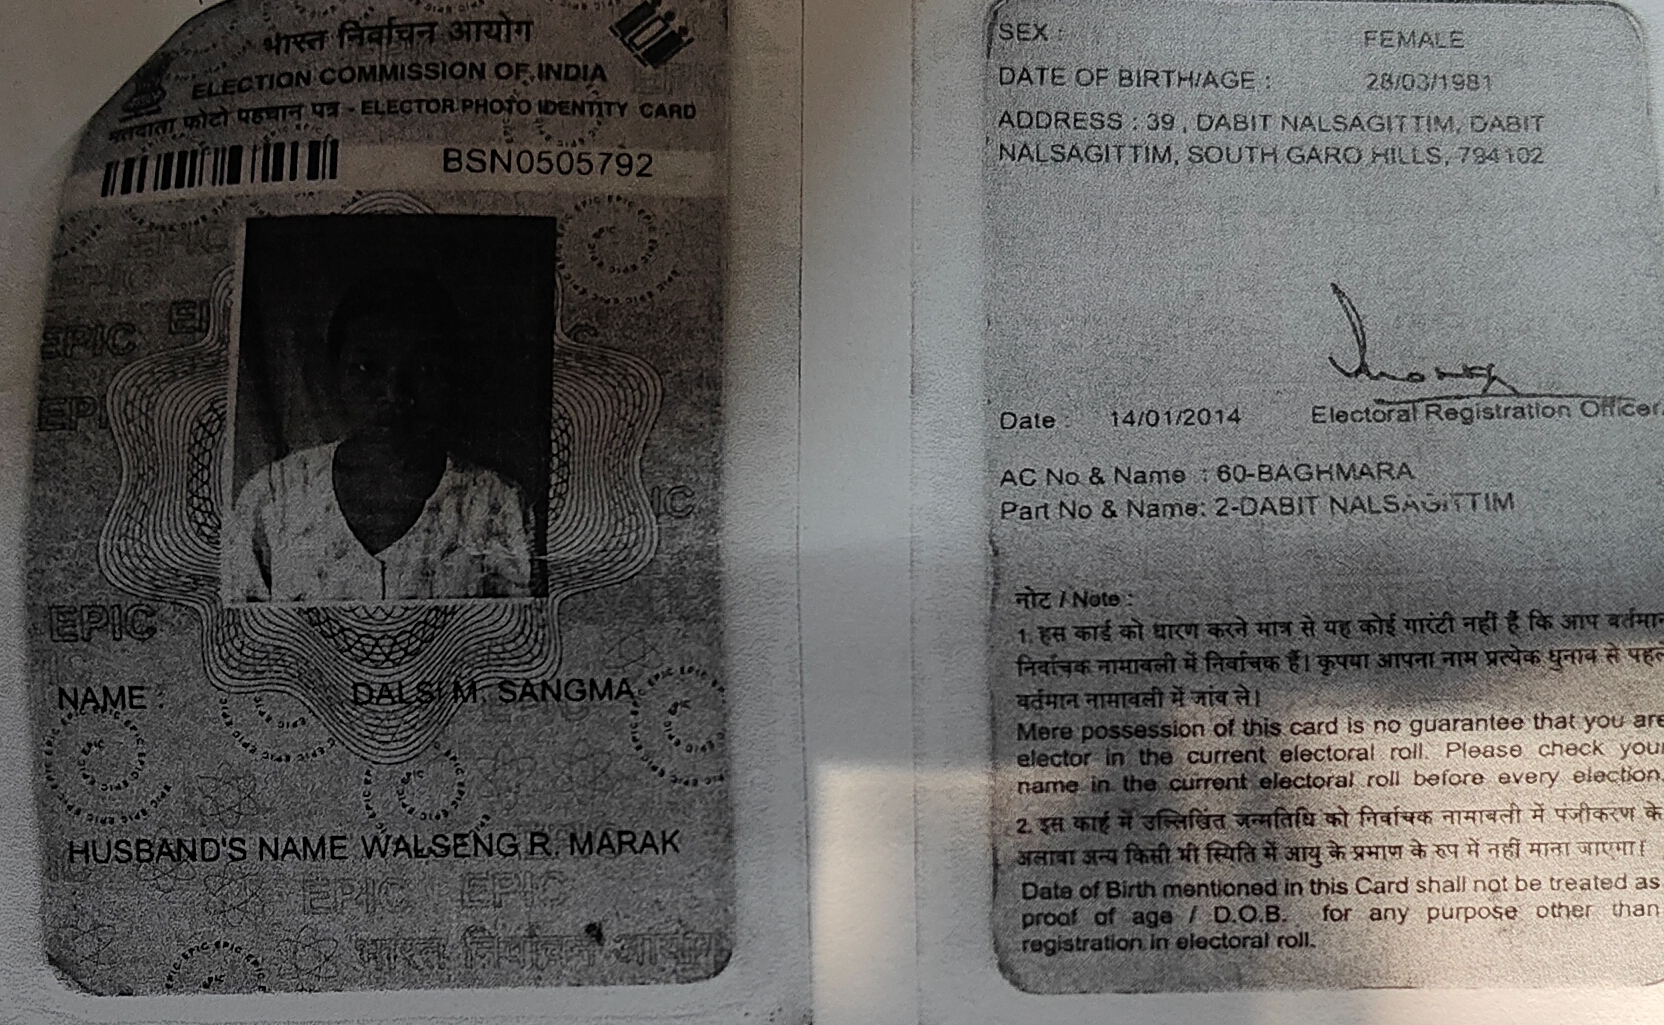 भारत निर्वाचन आयोग
ELECTION COMMISSION OF INDIA
मतदाता फोटो पहचान पत्र - ELECTOR PHOTO IDENTITY CARD
BSN0505792
EPIC
NAME : DALSI M. SANGMA
HUSBAND'S NAME WALSENG R. MARAK
EPIC EPIC
भारत निर्वाचन आयोग
SEX : FEMALE
DATE OF BIRTH/AGE : 28/03/1981
ADDRESS : 39 , DABIT NALSAGITTIM, DABIT
NALSAGITTIM, SOUTH GARO HILLS, 794102
Date : 14/01/2014 Electoral Registration Officer
AC No & Name : 60-BAGHMARA
Part No & Name: 2-DABIT NALSAGITTIM
नोट / Note :
1. इस कार्ड को धारण करने मात्र से यह कोई गारंटी नहीं हैं कि आप वर्तमान
निर्वाचक नामावली में निर्वाचक हैं। कृपया आपना नाम प्रत्येक चुनाव से पहले
वर्तमान नामावली में जांच ले।
Mere possession of this card is no guarantee that you are
elector in the current electoral roll. Please check your
name in the current electoral roll before every election.
2. इस कार्ड में उल्लिखित जन्मतिथि को निर्वाचक नामावली में पंजीकरण के
अलावा अन्य किसी भी स्थिति में आयु के प्रमाण के रुप में नहीं माना जाएगा।
Date of Birth mentioned in this Card shall not be treated as
proof of age / D.O.B. for any purpose other than
registration in electoral roll.